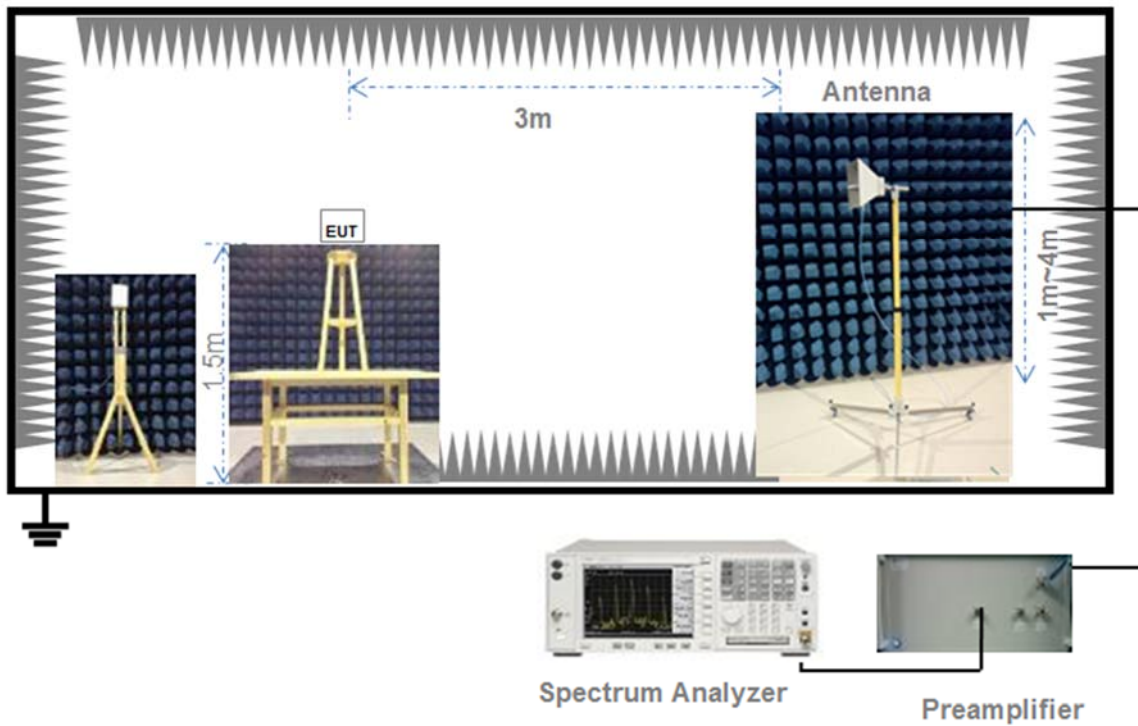 Antenna
3m
EUT
1.5m
1m~4m
Spectrum Analyzer
Preamplifier